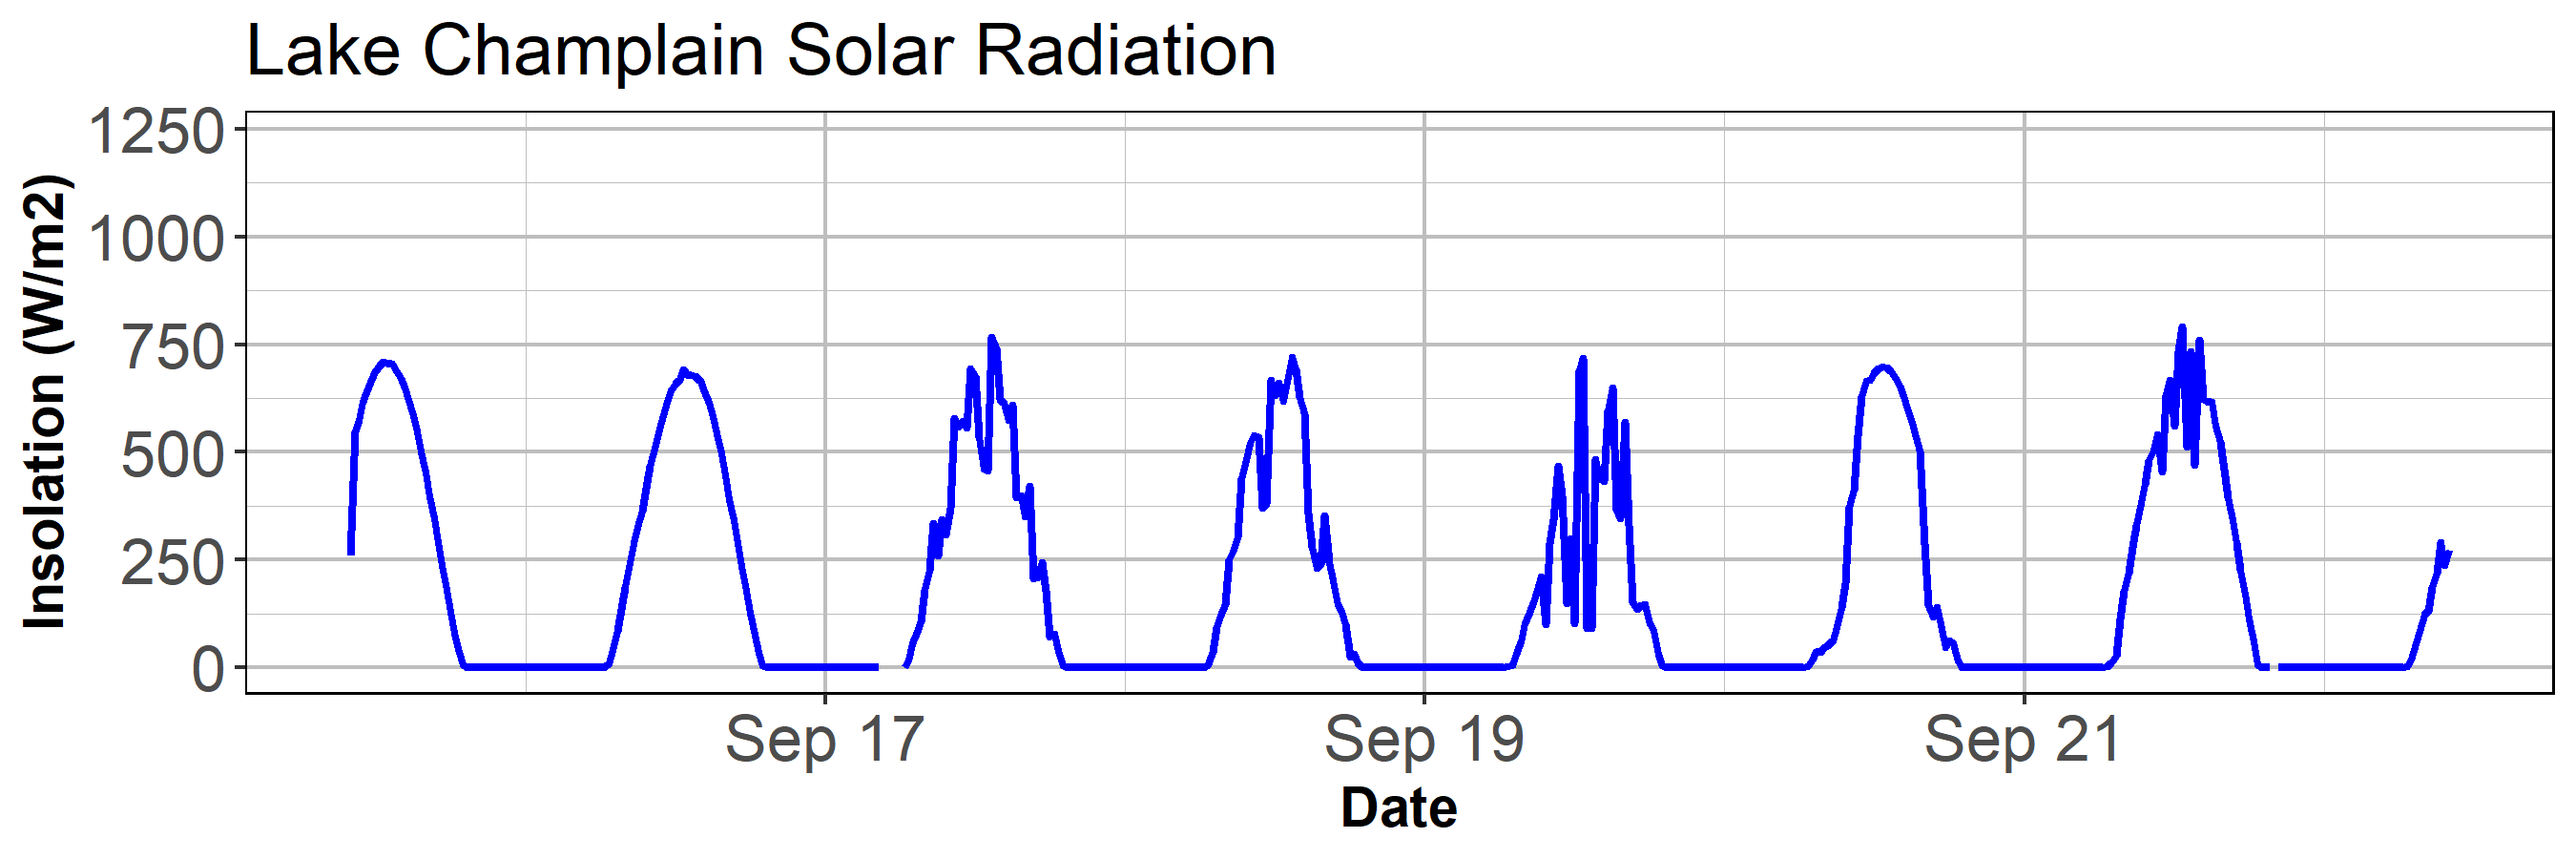 Lake Champlain Solar Radiation
Insolation (W/m2)
1250
1000
750
500
250
0
Sep 17
Sep 19
Sep 21
Date